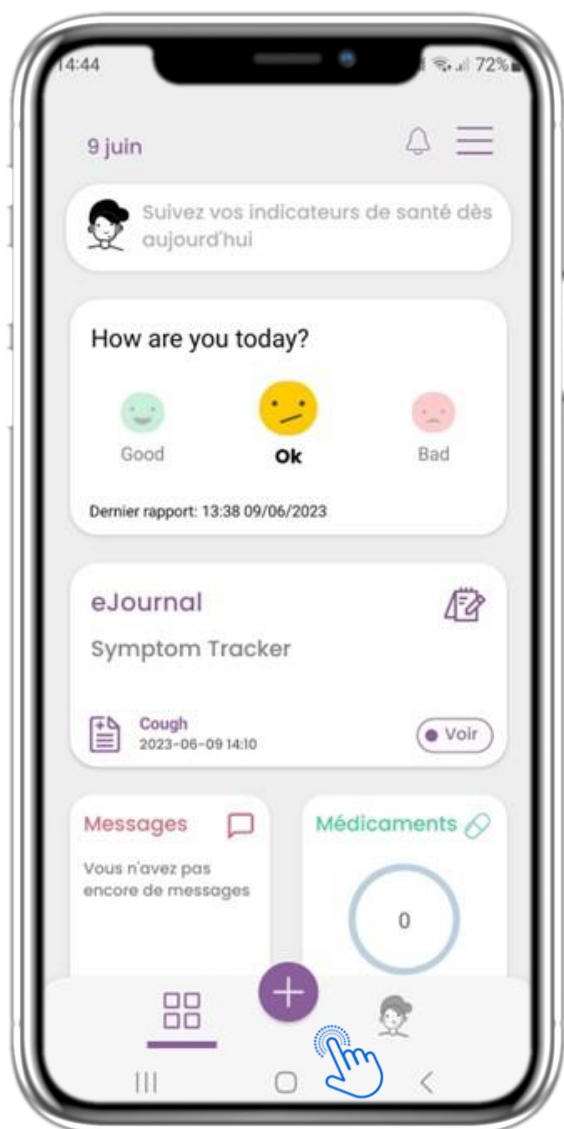 14:44
72%
9 juin
Suivez vos indicateurs de santé dès
aujourd'hui
How are you today?
Good
Ok
Bad
Dernier rapport: 13:38 09/06/2023
eJournal
Symptom Tracker
Cough
2023-06-09 14:10
Voir
Messages
Médicaments
Vous n'avez pas
encore de messages
0